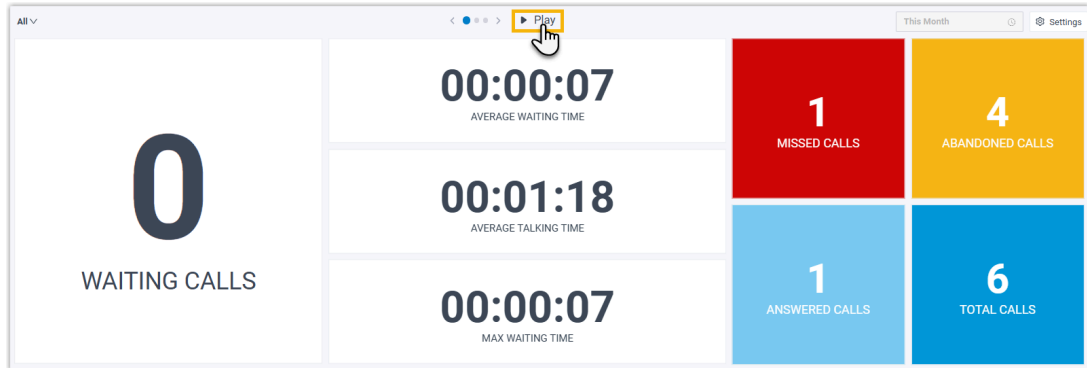 All
Play
This Month
Settings
0
WAITING CALLS
00:00:07
AVERAGE WAITING TIME
00:01:18
AVERAGE TALKING TIME
00:00:07
MAX WAITING TIME
1
MISSED CALLS
4
ABANDONED CALLS
1
ANSWERED CALLS
6
TOTAL CALLS